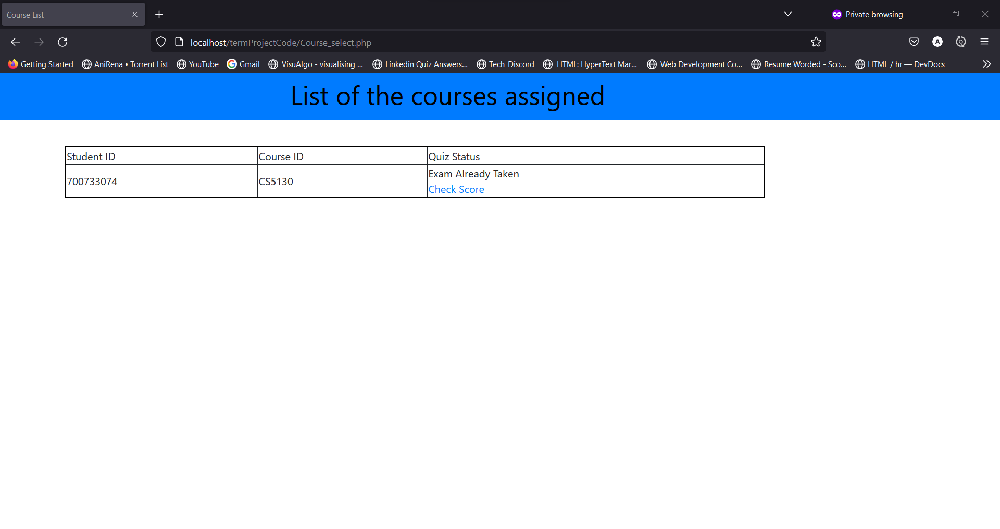 Course List
Private browsing
localhost/termProjectCode/Course_select.php
Getting Started AniRena • Torrent List YouTube Gmail VisuAlgo - visualising ... Linkedin Quiz Answers... Tech_Discord HTML: HyperText Mar... Web Development Co... Resume Worded - Sco... HTML / hr — DevDocs
List of the courses assigned
Student ID Course ID Quiz Status
700733074 CS5130 Exam Already Taken
Check Score